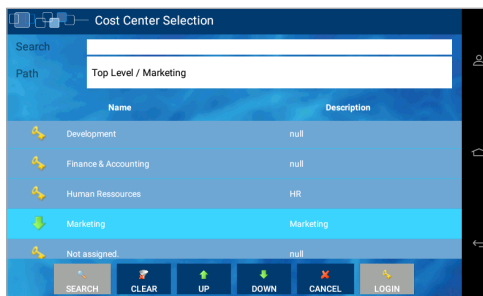 Cost Center Selection
Search
Path
Top Level / Marketing
Name Description
Development null
Finance & Accounting null
Human Ressources HR
Marketing Marketing
Not assigned. null
SEARCH CLEAR UP DOWN CANCEL LOGIN